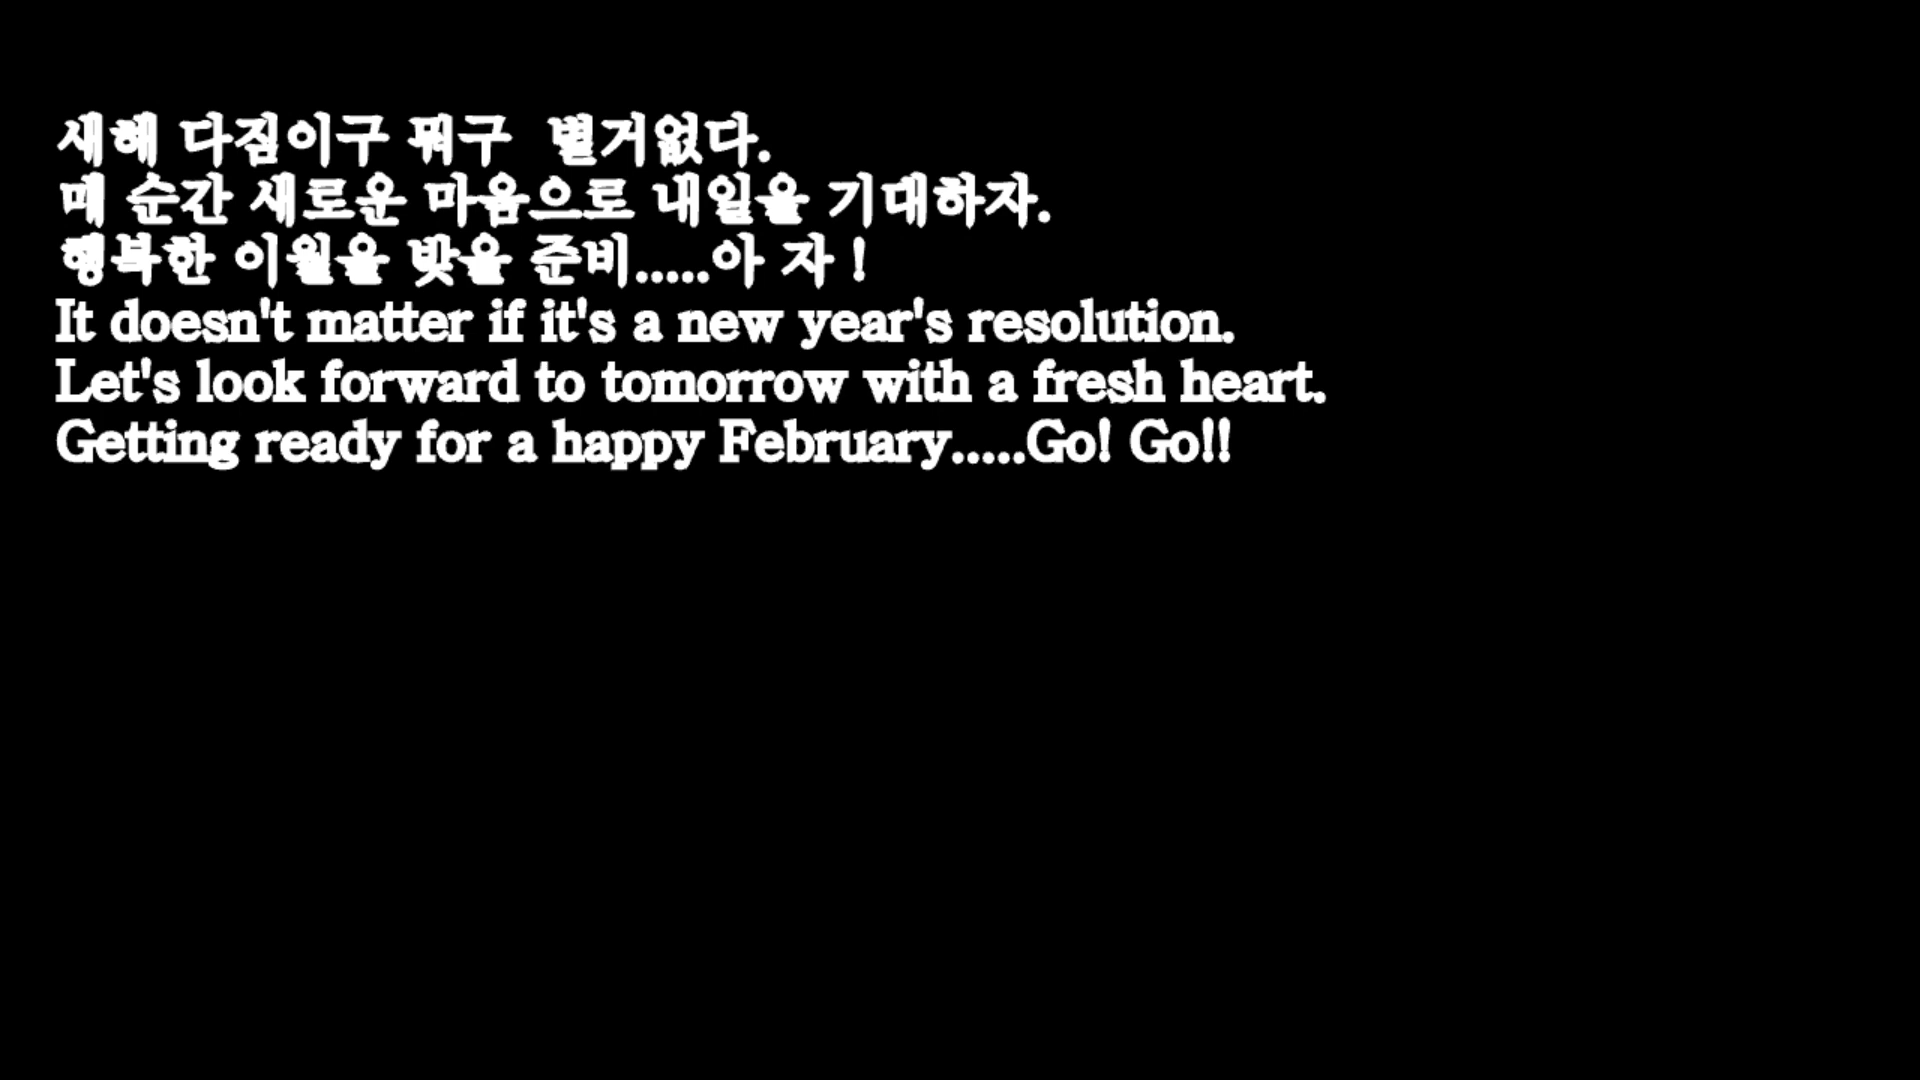 새해 다짐이구 뭐구  별거없다.
매 순간 새로운 마음으로 내일을 기대하자.
행복한 이월을 맞을 준비.....아 자 !
It doesn't matter if it's a new year's resolution.
Let's look forward to tomorrow with a fresh heart.
Getting ready for a happy February.....Go! Go!!